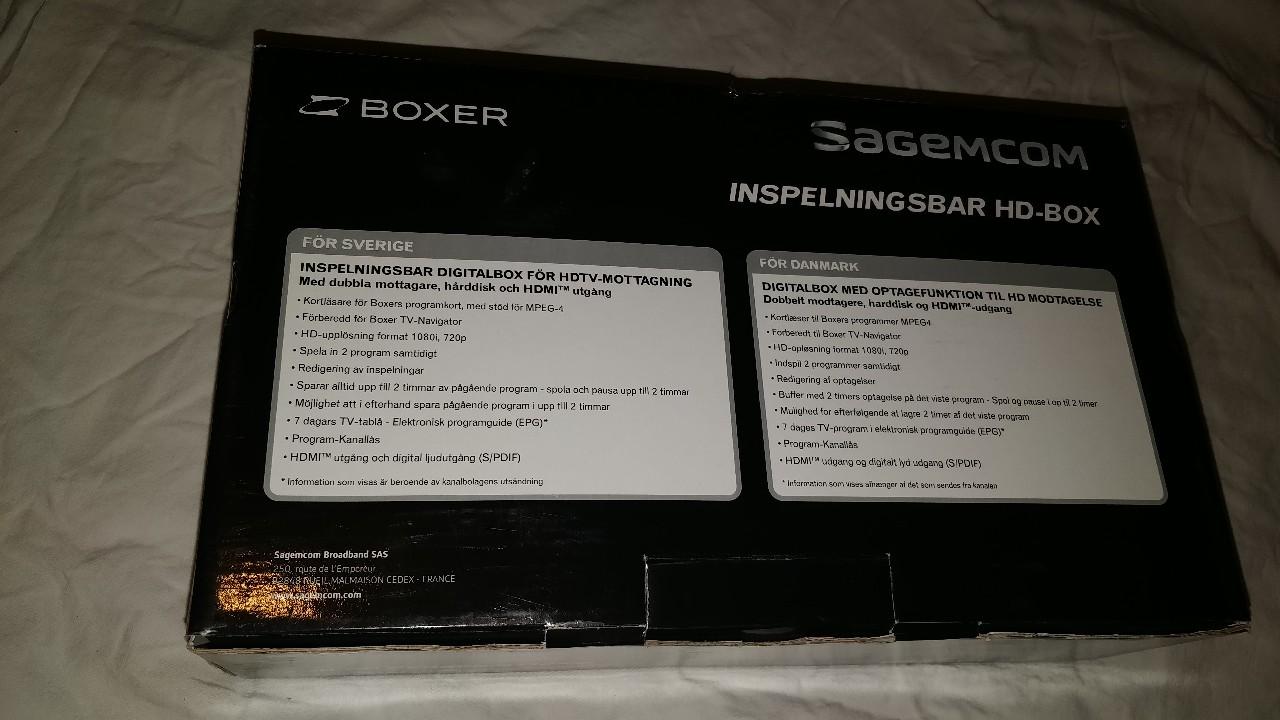 BOXER
Sagemcom
INSPELNINGSBAR HD-BOX
FÖR SVERIGE
INSPELNINGSBAR DIGITALBOX FÖR HDTV-MOTTAGNING
Med dubbla mottagare, hårddisk och HDMI™ utgång
• Kortläsare för Boxers programkort, med stöd för MPEG-4
• Förberedd för Boxer TV-Navigator
• HD-upplösning format 1080i, 720p
• Spela in 2 program samtidigt
• Redigering av inspelningar
• Sparar alltid upp till 2 timmar av pågående program - spola och pausa upp till 2 timmar
• Möjlighet att i efterhand spara pågående program i upp till 2 timmar
• 7 dagars TV-tablå - Elektronisk programguide (EPG)*
• Program-Kanallås
• HDMI™ utgång och digital ljudutgång (S/PDIF)
* Information som visas är beroende av kanalbolagens utsändning
FÖR DANMARK
DIGITALBOX MED OPTAGEFUNKTION TIL HD MODTAGELSE
Dobbelt modtagere, harddisk og HDMI™-udgang
• Kortlæser til Boxers programmer MPEG4
• Forberedt til Boxer TV-Navigator
• HD-opløsning format 1080i, 720p
• Indspil 2 programmer samtidigt
• Redigering af optagelser
• Buffer med 2 timers optagelse på det viste program - Spol og pause i op til 2 timer
• Mulighed for efterfølgende at lagre 2 timer af det viste program
• 7 dages TV-program i elektronisk programguide (EPG)*
• Program-Kanallås
• HDMI™ udgang og digitalt lyd udgang (S/PDIF)
* Information som vises afhænger af det som sendes fra kanalen
Sagemcom Broadband SAS
250, route de l'Empereur
92848 RUEIL MALMAISON CEDEX - FRANCE
www.sagemcom.com